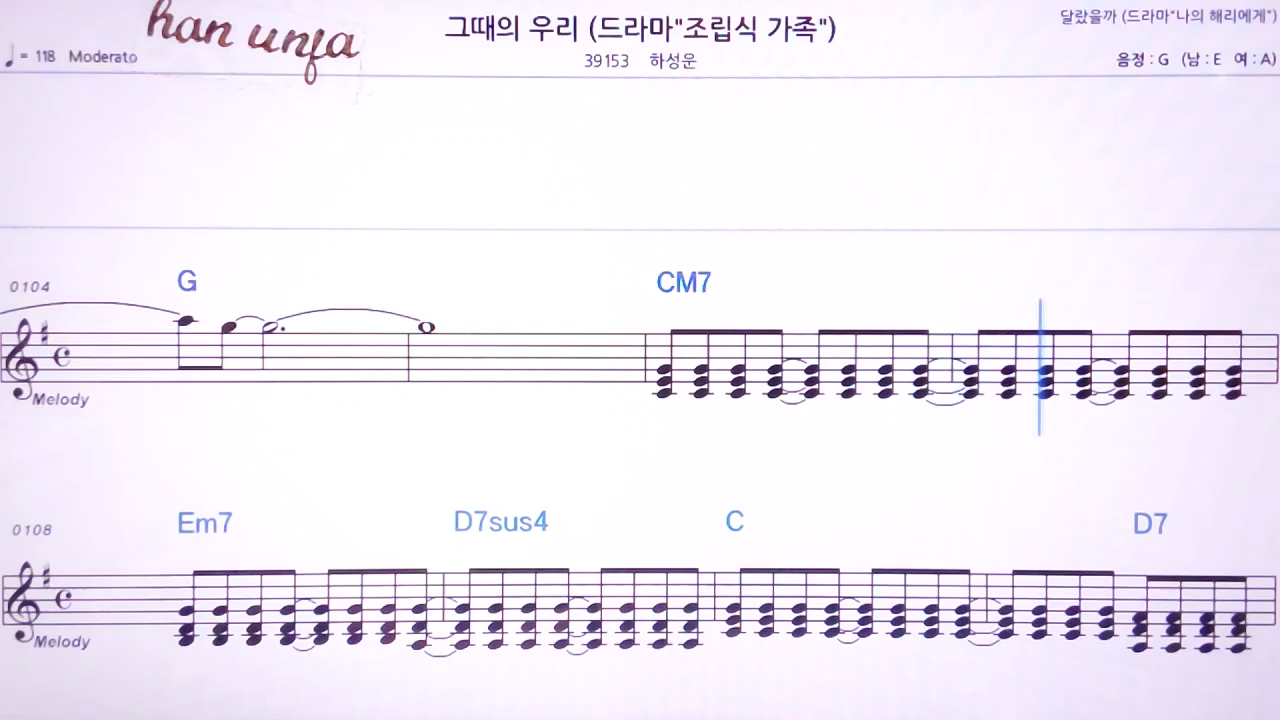 han unfa
그때의 우리 (드라마"조립식 가족")
달랐을까 (드라마"나의 해리에게")
♩ = 118 Moderato
39153 하성운
음정 : G (남 : E 여 : A)
0104
G CM7
Melody
0108
Em7 D7sus4 C D7
Melody